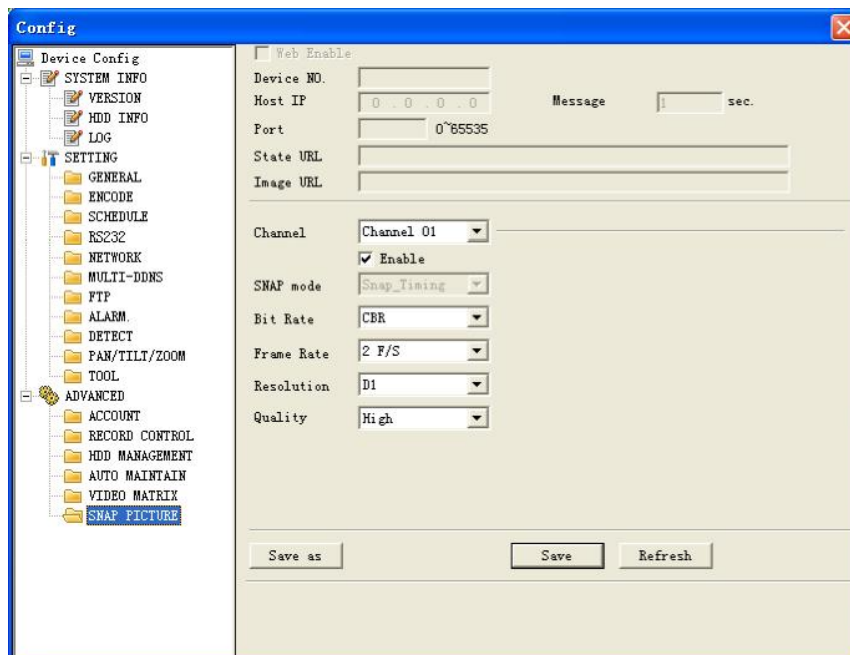 Config
Device Config
SYSTEM INFO
VERSION
HDD INFO
LOG
SETTING
GENERAL
ENCODE
SCHEDULE
RS232
NETWORK
MULTI-DDNS
FTP
ALARM.
DETECT
PAN/TILT/ZOOM
TOOL
ADVANCED
ACCOUNT
RECORD CONTROL
HDD MANAGEMENT
AUTO MAINTAIN
VIDEO MATRIX
SNAP PICTURE
Web Enable
Device NO.
Host IP 0 . 0 . 0 . 0 Message 1 sec.
Port 0~65535
State URL
Image URL
Channel Channel 01
Enable
SNAP mode Snap_Timing
Bit Rate CBR
Frame Rate 2 F/S
Resolution D1
Quality High
Save as Save Refresh